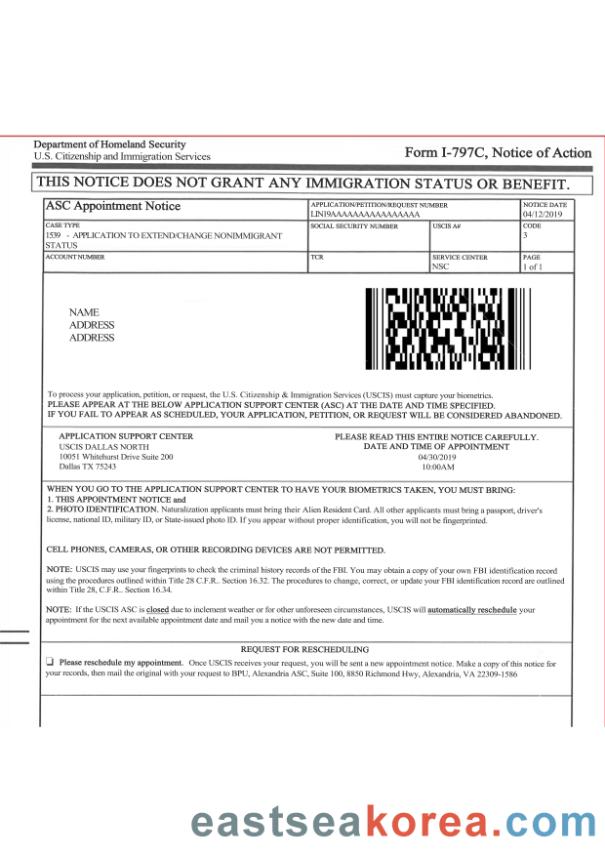 Department of Homeland Security
U.S. Citizenship and Immigration Services
Form I-797C, Notice of Action
THIS NOTICE DOES NOT GRANT ANY IMMIGRATION STATUS OR BENEFIT.
ASC Appointment Notice
APPLICATION/PETITION/REQUEST NUMBER
LIN19AAAAAAAAAAAAAAAA
NOTICE DATE
04/12/2019
CASE TYPE
1539 - APPLICATION TO EXTEND/CHANGE NONIMMIGRANT
STATUS
SOCIAL SECURITY NUMBER
USCIS A#
CODE
3
ACCOUNT NUMBER
TCR
SERVICE CENTER
NSC
PAGE
1 of 1
NAME
ADDRESS
ADDRESS
To process your application, petition, or request, the U.S. Citizenship & Immigration Services (USCIS) must capture your biometrics.
PLEASE APPEAR AT THE BELOW APPLICATION SUPPORT CENTER (ASC) AT THE DATE AND TIME SPECIFIED.
IF YOU FAIL TO APPEAR AS SCHEDULED, YOUR APPLICATION, PETITION, OR REQUEST WILL BE CONSIDERED ABANDONED.
APPLICATION SUPPORT CENTER
USCIS DALLAS NORTH
10051 Whitehurst Drive Suite 200
Dallas TX 75243
PLEASE READ THIS ENTIRE NOTICE CAREFULLY.
DATE AND TIME OF APPOINTMENT
04/30/2019
10:00AM
WHEN YOU GO TO THE APPLICATION SUPPORT CENTER TO HAVE YOUR BIOMETRICS TAKEN, YOU MUST BRING:
1. THIS APPOINTMENT NOTICE and
2. PHOTO IDENTIFICATION. Naturalization applicants must bring their Alien Resident Card. All other applicants must bring a passport, driver's
license, national ID, military ID, or State-issued photo ID. If you appear without proper identification, you will not be fingerprinted.
CELL PHONES, CAMERAS, OR OTHER RECORDING DEVICES ARE NOT PERMITTED.
NOTE: USCIS may use your fingerprints to check the criminal history records of the FBI. You may obtain a copy of your own FBI identification record
using the procedures outlined within Title 28 C.F.R.. Section 16.32. The procedures to change, correct, or update your FBI identification record are outlined
within Title 28, C.F.R.. Section 16.34.
NOTE: If the USCIS ASC is closed due to inclement weather or for other unforeseen circumstances, USCIS will automatically reschedule your
appointment for the next available appointment date and mail you a notice with the new date and time.
REQUEST FOR RESCHEDULING
Please reschedule my appointment. Once USCIS receives your request, you will be sent a new appointment notice. Make a copy of this notice for
your records, then mail the original with your request to BPU, Alexandria ASC, Suite 100, 8850 Richmond Hwy, Alexandria, VA 22309-1586
eastseakorea.com